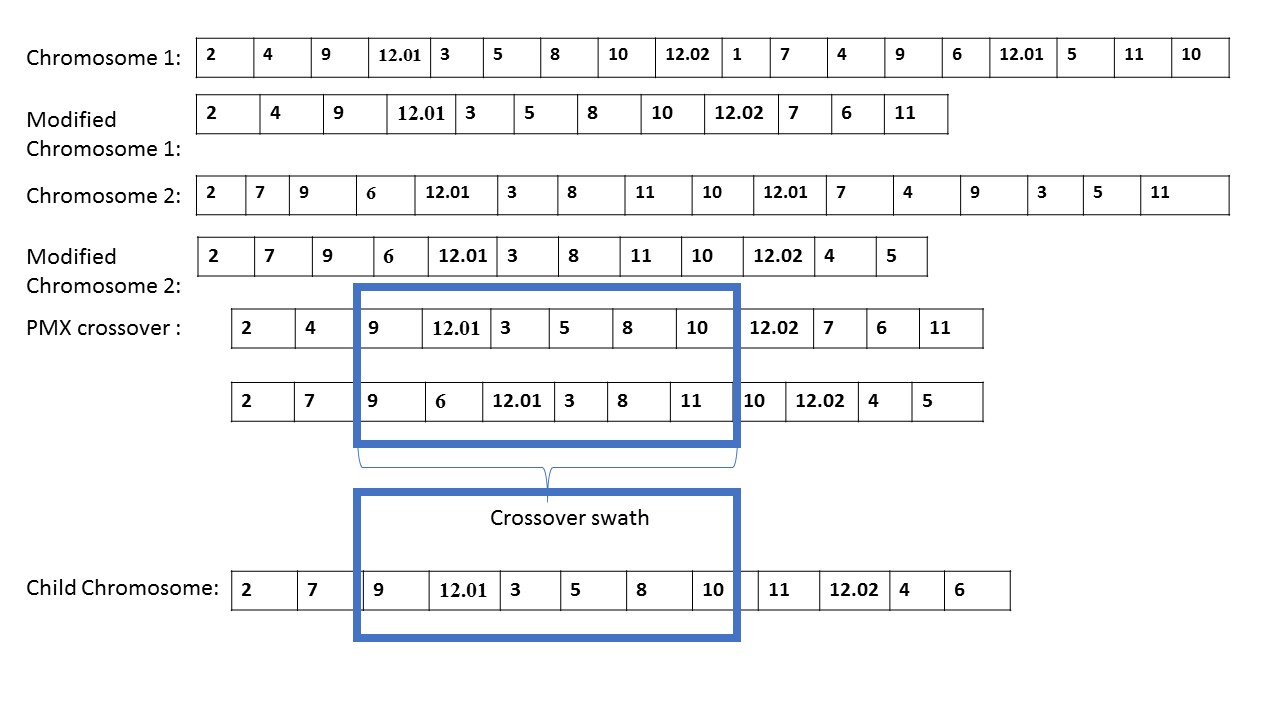 Chromosome 1: 2 4 9 12.01 3 5 8 10 12.02 1 7 4 9 6 12.01 5 11 10
Modified 2 4 9 12.01 3 5 8 10 12.02 7 6 11
Chromosome 1:
Chromosome 2: 2 7 9 6 12.01 3 8 11 10 12.01 7 4 9 3 5 11
Modified 2 7 9 6 12.01 3 8 11 10 12.02 4 5
Chromosome 2:
PMX crossover : 2 4 9 12.01 3 5 8 10 12.02 7 6 11
2 7 9 6 12.01 3 8 11 10 12.02 4 5
Crossover swath
Child Chromosome: 2 7 9 12.01 3 5 8 10 11 12.02 4 6